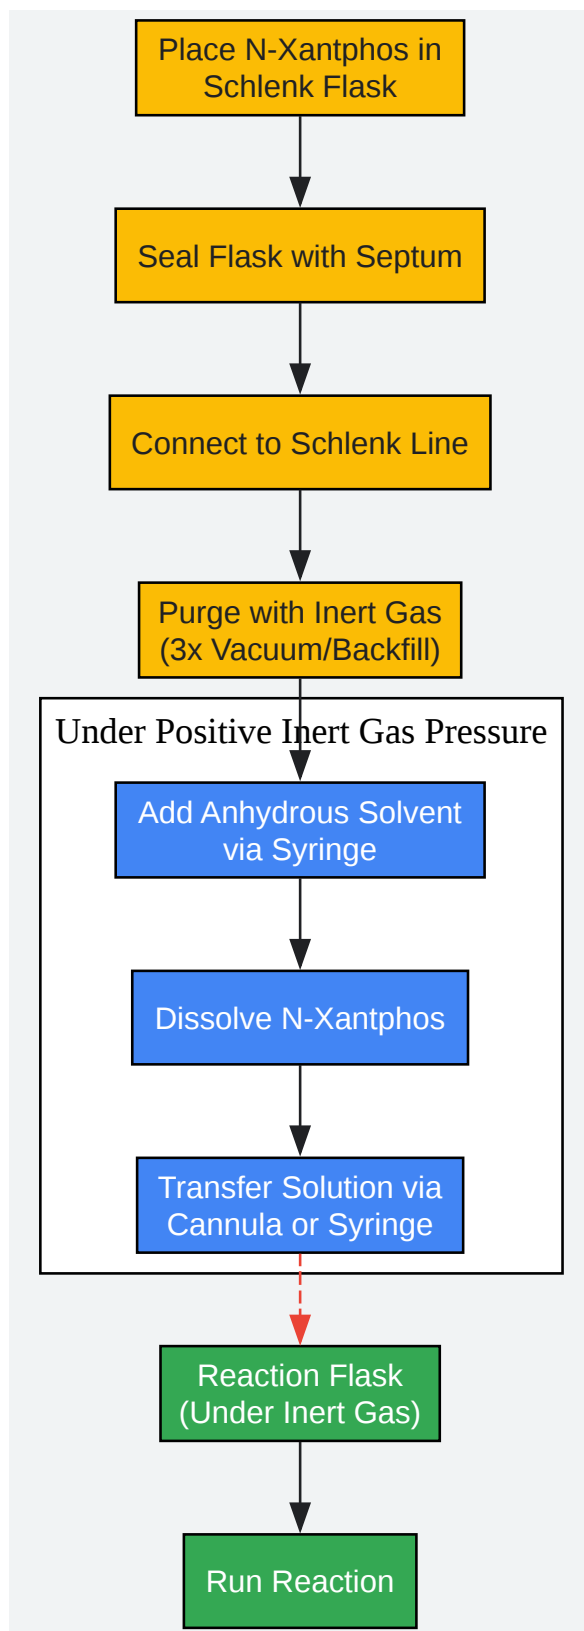 Place N-Xantphos in
Schlenk Flask
Seal Flask with Septum
Connect to Schlenk Line
Purge with Inert Gas
(3x Vacuum/Backfill)
Under Positive Inert Gas Pressure
Add Anhydrous Solvent
via Syringe
Dissolve N-Xantphos
Transfer Solution via
Cannula or Syringe
Reaction Flask
(Under Inert Gas)
Run Reaction